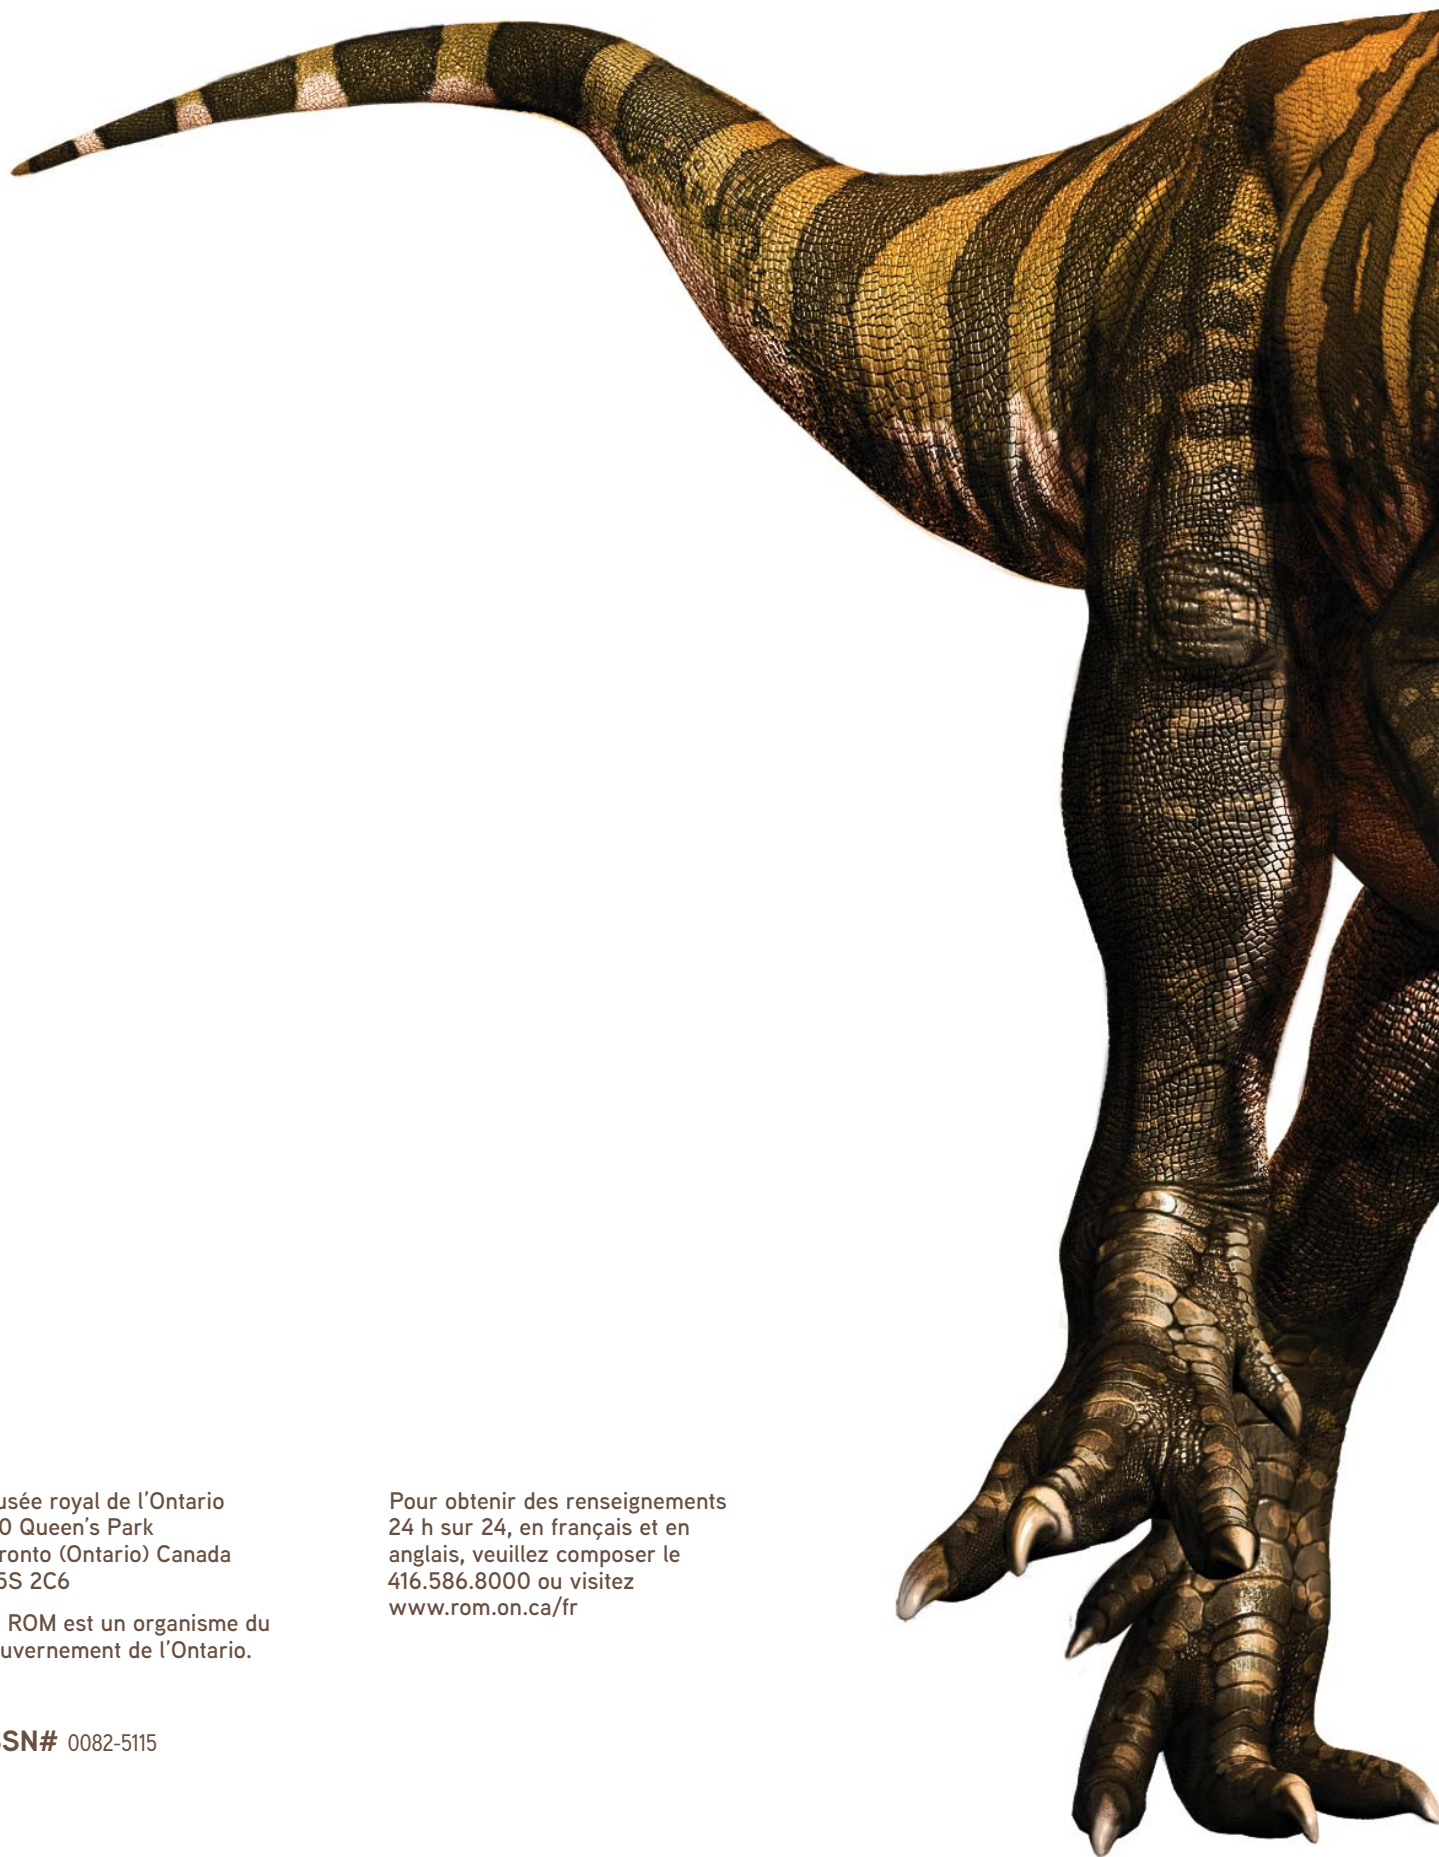 usée royal de l’Ontario
0 Queen’s Park
ronto (Ontario) Canada
5S 2C6
ROM est un organisme du
uvernement de l’Ontario.
SN# 0082-5115
Pour obtenir des renseignements
24 h sur 24, en français et en
anglais, veuillez composer le
416.586.8000 ou visitez
www.rom.on.ca/fr